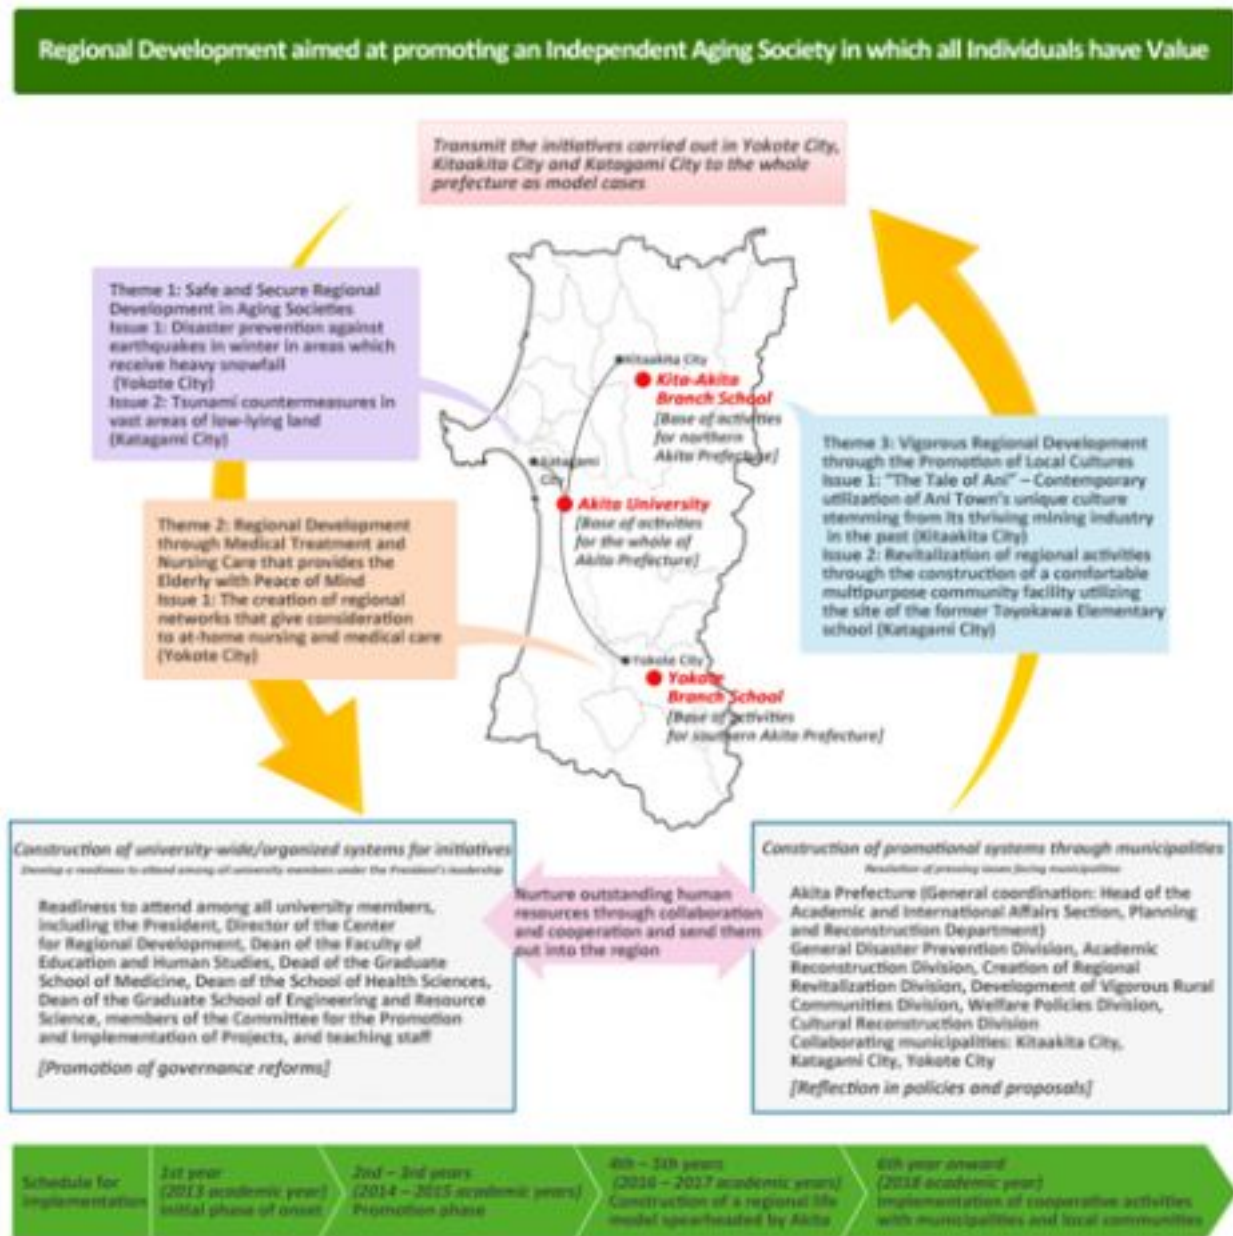 Regional Development aimed at promoting an Independent Aging Society in which all Individuals have Value
Transmit the initiatives carried out in Yokote City,
Kitaakita City and Katagami City to the whole
prefecture as model cases
Theme 1: Safe and Secure Regional
Development in Aging Societies
Issue 1: Disaster prevention against
earthquakes in winter in areas which
receive heavy snowfall
(Yokote City)
Issue 2: Tsunami countermeasures in
vast areas of low-lying land
(Katagami City)
Theme 2: Regional Development
through Medical Treatment and
Nursing Care that provides the
Elderly with Peace of Mind
Issue 1: The creation of regional
networks that give consideration
to at-home nursing and medical care
(Yokote City)
Kitaakita City
Kita-Akita
Branch School
[Base of activities
for northern
Akita Prefecture]
Katagami
City
Akita University
[Base of activities
for the whole of
Akita Prefecture]
Yokote City
Yokote
Branch School
[Base of activities
for southern Akita Prefecture]
Theme 3: Vigorous Regional Development
through the Promotion of Local Cultures
Issue 1: "The Tale of Ani" – Contemporary
utilization of Ani Town's unique culture
stemming from its thriving mining industry
in the past (Kitaakita City)
Issue 2: Revitalization of regional activities
through the construction of a comfortable
multipurpose community facility utilizing
the site of the former Toyokawa Elementary
school (Katagami City)
Construction of university-wide/organized systems for initiatives
Develop a readiness to attend among all university members under the President's leadership
Readiness to attend among all university members,
including the President, Director of the Center
for Regional Development, Dean of the Faculty of
Education and Human Studies, Dead of the Graduate
School of Medicine, Dean of the School of Health Sciences,
Dean of the Graduate School of Engineering and Resource
Science, members of the Committee for the Promotion
and Implementation of Projects, and teaching staff
[Promotion of governance reforms]
Nurture outstanding human
resources through collaboration
and cooperation and send them
out into the region
Construction of promotional systems through municipalities
Resolution of pressing issues facing municipalities
Akita Prefecture (General coordination: Head of the
Academic and International Affairs Section, Planning
and Reconstruction Department)
General Disaster Prevention Division, Academic
Reconstruction Division, Creation of Regional
Revitalization Division, Development of Vigorous Rural
Communities Division, Welfare Policies Division,
Cultural Reconstruction Division
Collaborating municipalities: Kitaakita City,
Katagami City, Yokote City
[Reflection in policies and proposals]
Schedule for
implementation
1st year
(2013 academic year)
Initial phase of onset
2nd – 3rd years
(2014 – 2015 academic years)
Promotion phase
4th – 5th years
(2016 – 2017 academic years)
Construction of a regional life
model spearheaded by Akita
6th year onward
(2018 academic year)
Implementation of cooperative activities
with municipalities and local communities